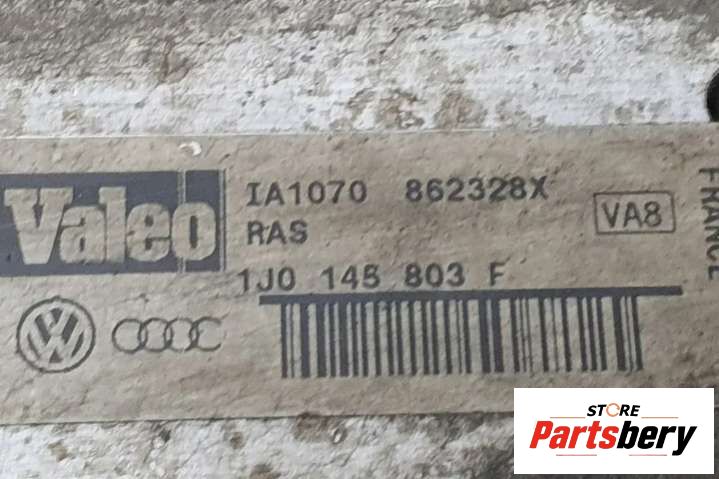 Valeo
IA1070 862328X
RAS
VA8
FRANCE
1J0 145 803 F
STORE
Partsbery